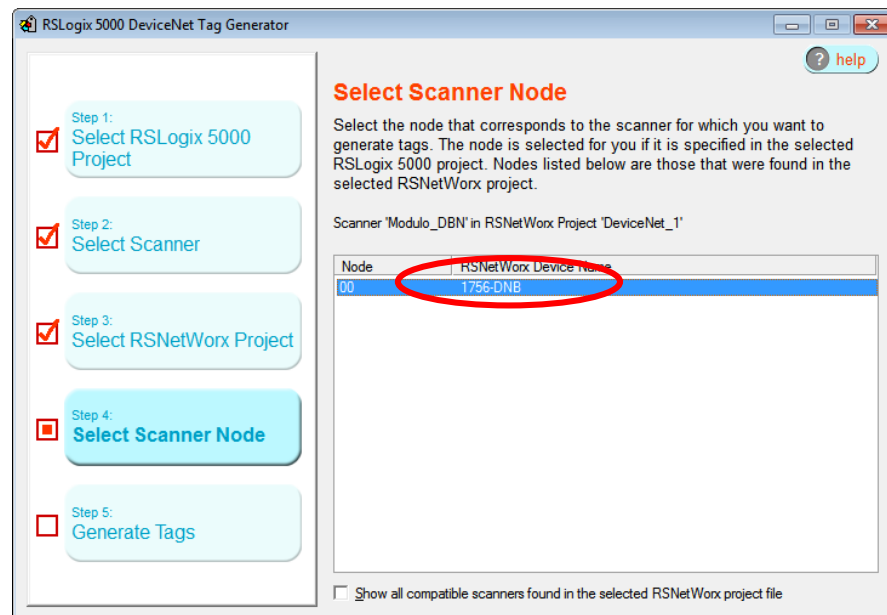 RSLogix 5000 DeviceNet Tag Generator
help
Step 1:
Select RSLogix 5000
Project
Step 2:
Select Scanner
Step 3:
Select RSNetWorx Project
Step 4:
Select Scanner Node
Step 5:
Generate Tags
Select Scanner Node
Select the node that corresponds to the scanner for which you want to
generate tags. The node is selected for you if it is specified in the selected
RSLogix 5000 project. Nodes listed below are those that were found in the
selected RSNetWorx project.
Scanner 'Modulo_DBN' in RSNetWorx Project 'DeviceNet_1'
Node RSNetWorx Device Name
00 1756-DNB
Show all compatible scanners found in the selected RSNetWorx project file